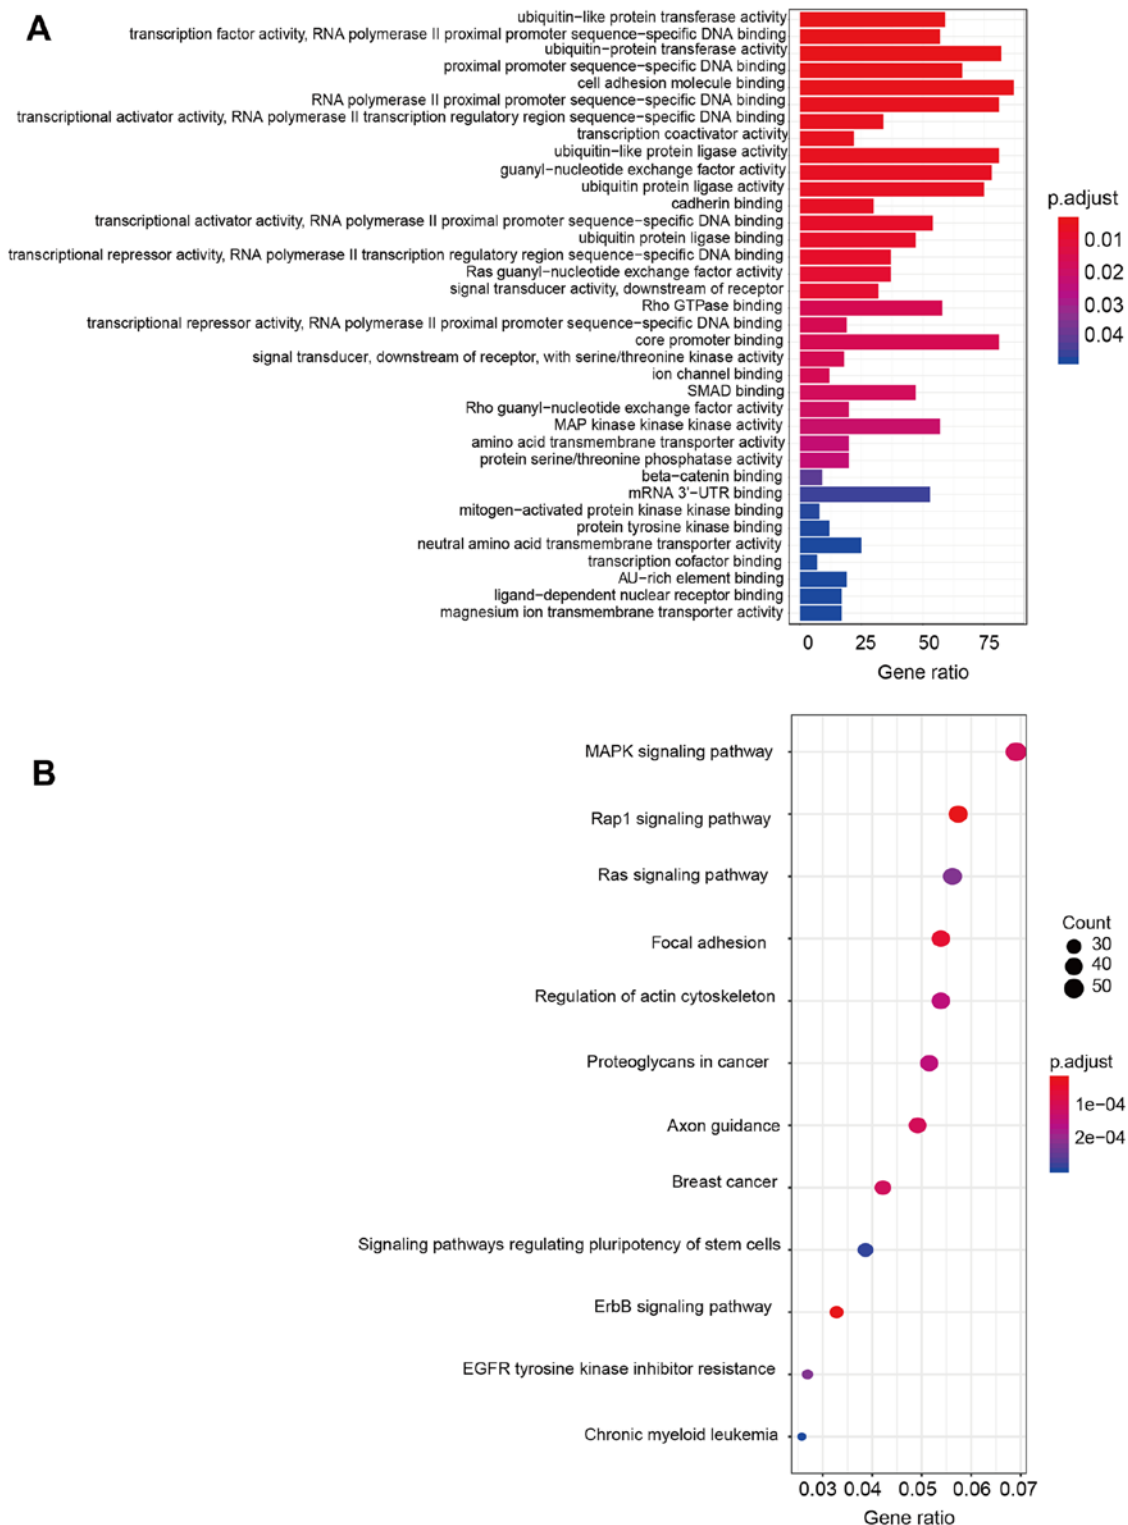 A
ubiquitin-like protein transferase activity
transcription factor activity, RNA polymerase II proximal promoter sequence-specific DNA binding
ubiquitin-protein transferase activity
proximal promoter sequence-specific DNA binding
cell adhesion molecule binding
RNA polymerase II proximal promoter sequence-specific DNA binding
transcriptional activator activity, RNA polymerase II transcription regulatory region sequence-specific DNA binding
transcription coactivator activity
ubiquitin-like protein ligase activity
guanyl-nucleotide exchange factor activity
ubiquitin protein ligase activity
cadherin binding
transcriptional activator activity, RNA polymerase II proximal promoter sequence-specific DNA binding
ubiquitin protein ligase binding
transcriptional repressor activity, RNA polymerase II transcription regulatory region sequence-specific DNA binding
Ras guanyl-nucleotide exchange factor activity
signal transducer activity, downstream of receptor
Rho GTPase binding
transcriptional repressor activity, RNA polymerase II proximal promoter sequence-specific DNA binding
core promoter binding
signal transducer, downstream of receptor, with serine/threonine kinase activity
ion channel binding
SMAD binding
Rho guanyl-nucleotide exchange factor activity
MAP kinase kinase kinase activity
amino acid transmembrane transporter activity
protein serine/threonine phosphatase activity
beta-catenin binding
mRNA 3'-UTR binding
mitogen-activated protein kinase kinase binding
protein tyrosine kinase binding
neutral amino acid transmembrane transporter activity
transcription cofactor binding
AU-rich element binding
ligand-dependent nuclear receptor binding
magnesium ion transmembrane transporter activity
0 25 50 75
Gene ratio
p.adjust
0.01
0.02
0.03
0.04
B
MAPK signaling pathway
Rap1 signaling pathway
Ras signaling pathway
Focal adhesion
Regulation of actin cytoskeleton
Proteoglycans in cancer
Axon guidance
Breast cancer
Signaling pathways regulating pluripotency of stem cells
ErbB signaling pathway
EGFR tyrosine kinase inhibitor resistance
Chronic myeloid leukemia
0.03 0.04 0.05 0.06 0.07
Gene ratio
Count
30
40
50
p.adjust
1e-04
2e-04